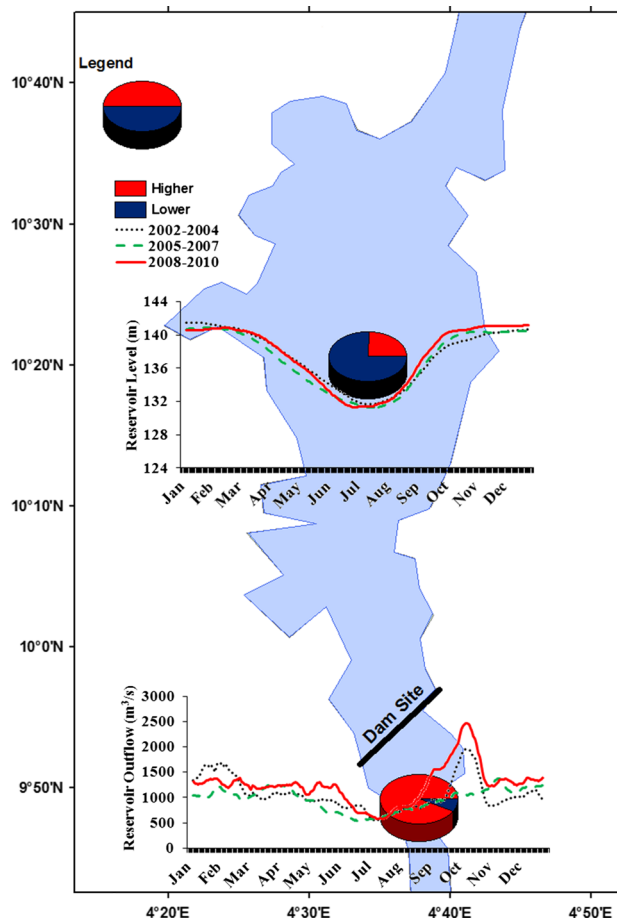 Legend
Higher
Lower
2002-2004
2005-2007
2008-2010
10°40'N
10°30'N
10°20'N
10°10'N
10°0'N
9°50'N
Reservoir Level (m)
144
140
136
132
128
124
Jan Feb Mar Apr May Jun Jul Aug Sep Oct Nov Dec
Dam Site
Reservoir Outflow (m³/s)
3000
2500
2000
1500
1000
500
0
Jan Feb Mar Apr May Jun Jul Aug Sep Oct Nov Dec
4°20'E 4°30'E 4°40'E 4°50'E